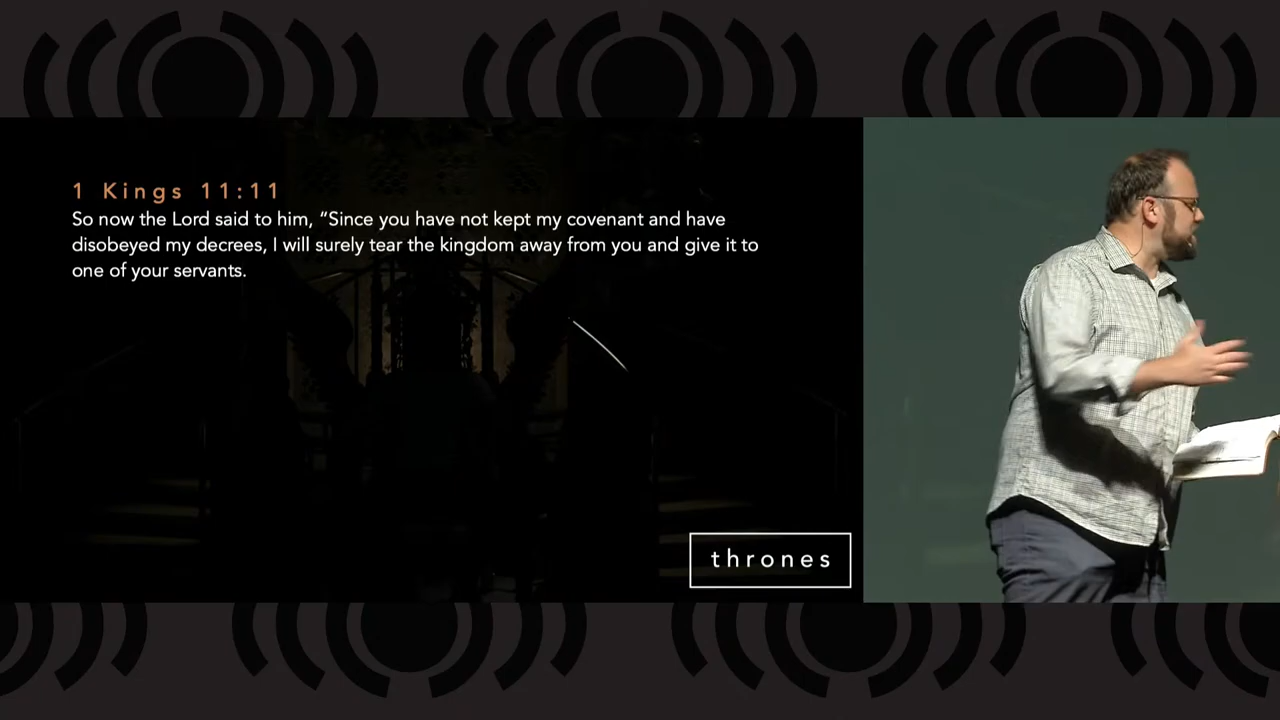 1 Kings 11:11
So now the Lord said to him, “Since you have not kept my covenant and have
disobeyed my decrees, I will surely tear the kingdom away from you and give it to
one of your servants.
thrones